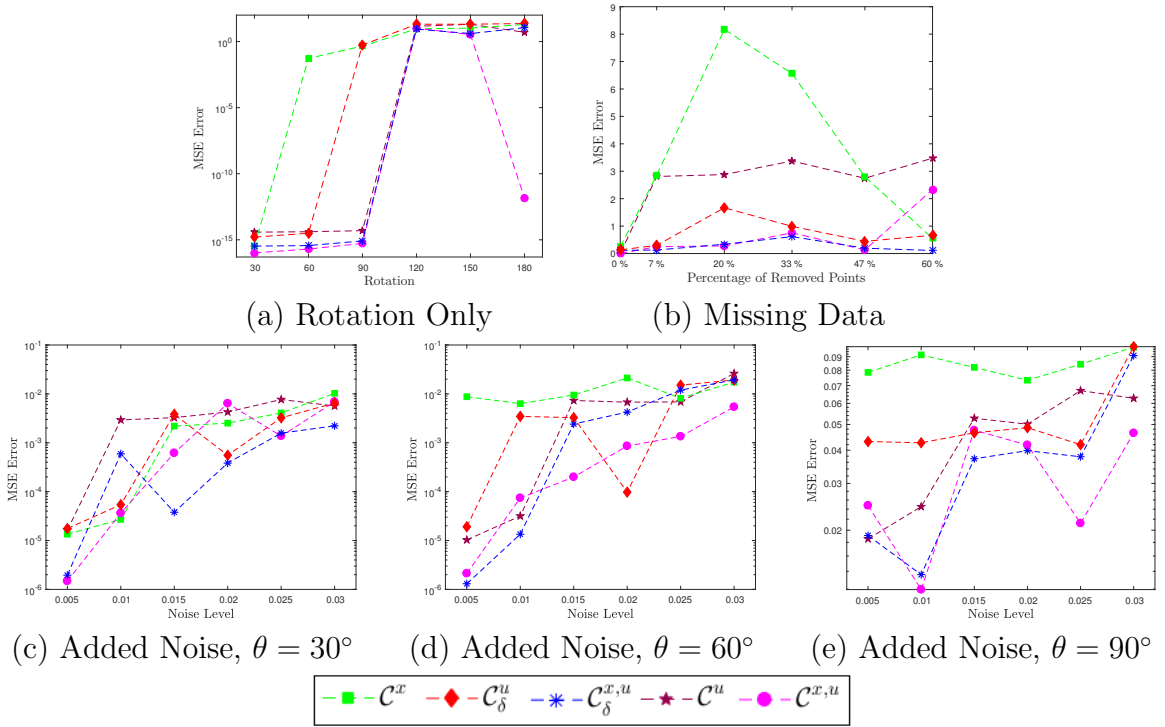 10^0
10^-5
10^-10
10^-15
MSE Error
30 60 90 120 150 180
Rotation
(a) Rotation Only
9
8
7
6
5
4
3
2
1
0
MSE Error
0 % 7 % 20 % 33 % 47 % 60 %
Percentage of Removed Points
(b) Missing Data
10^-1
10^-2
10^-3
10^-4
10^-5
10^-6
MSE Error
0.005 0.01 0.015 0.02 0.025 0.03
Noise Level
(c) Added Noise, θ = 30°
10^-1
10^-2
10^-3
10^-4
10^-5
10^-6
MSE Error
0.005 0.01 0.015 0.02 0.025 0.03
Noise Level
(d) Added Noise, θ = 60°
0.09
0.08
0.07
0.06
0.05
0.04
0.03
0.02
MSE Error
0.005 0.01 0.015 0.02 0.025 0.03
Noise Level
(e) Added Noise, θ = 90°
C^x C^u_δ C^x,u_δ C^u C^x,u